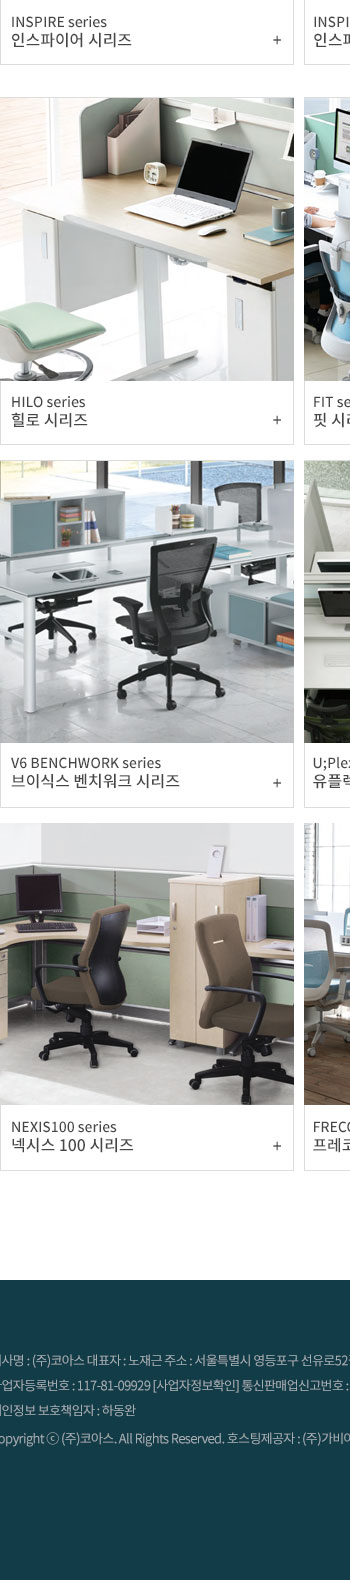 INSPIRE series
인스파이어 시리즈
+
INSPI
인스파
HILO series
힐로 시리즈
+
FIT se
핏 시리
V6 BENCHWORK series
브이식스 벤치워크 시리즈
+
U;Ple
유플렉
NEXIS100 series
넥시스 100 시리즈
+
FREC
프레코
사명 : (주)코아스 대표자 : 노재근 주소 : 서울특별시 영등포구 선유로52
업자등록번호 : 117-81-09929 [사업자정보확인] 통신판매업신고번호 :
인정보 보호책임자 : 하동완
opyright ⓒ (주)코아스. All Rights Reserved. 호스팅제공자 : (주)가비아